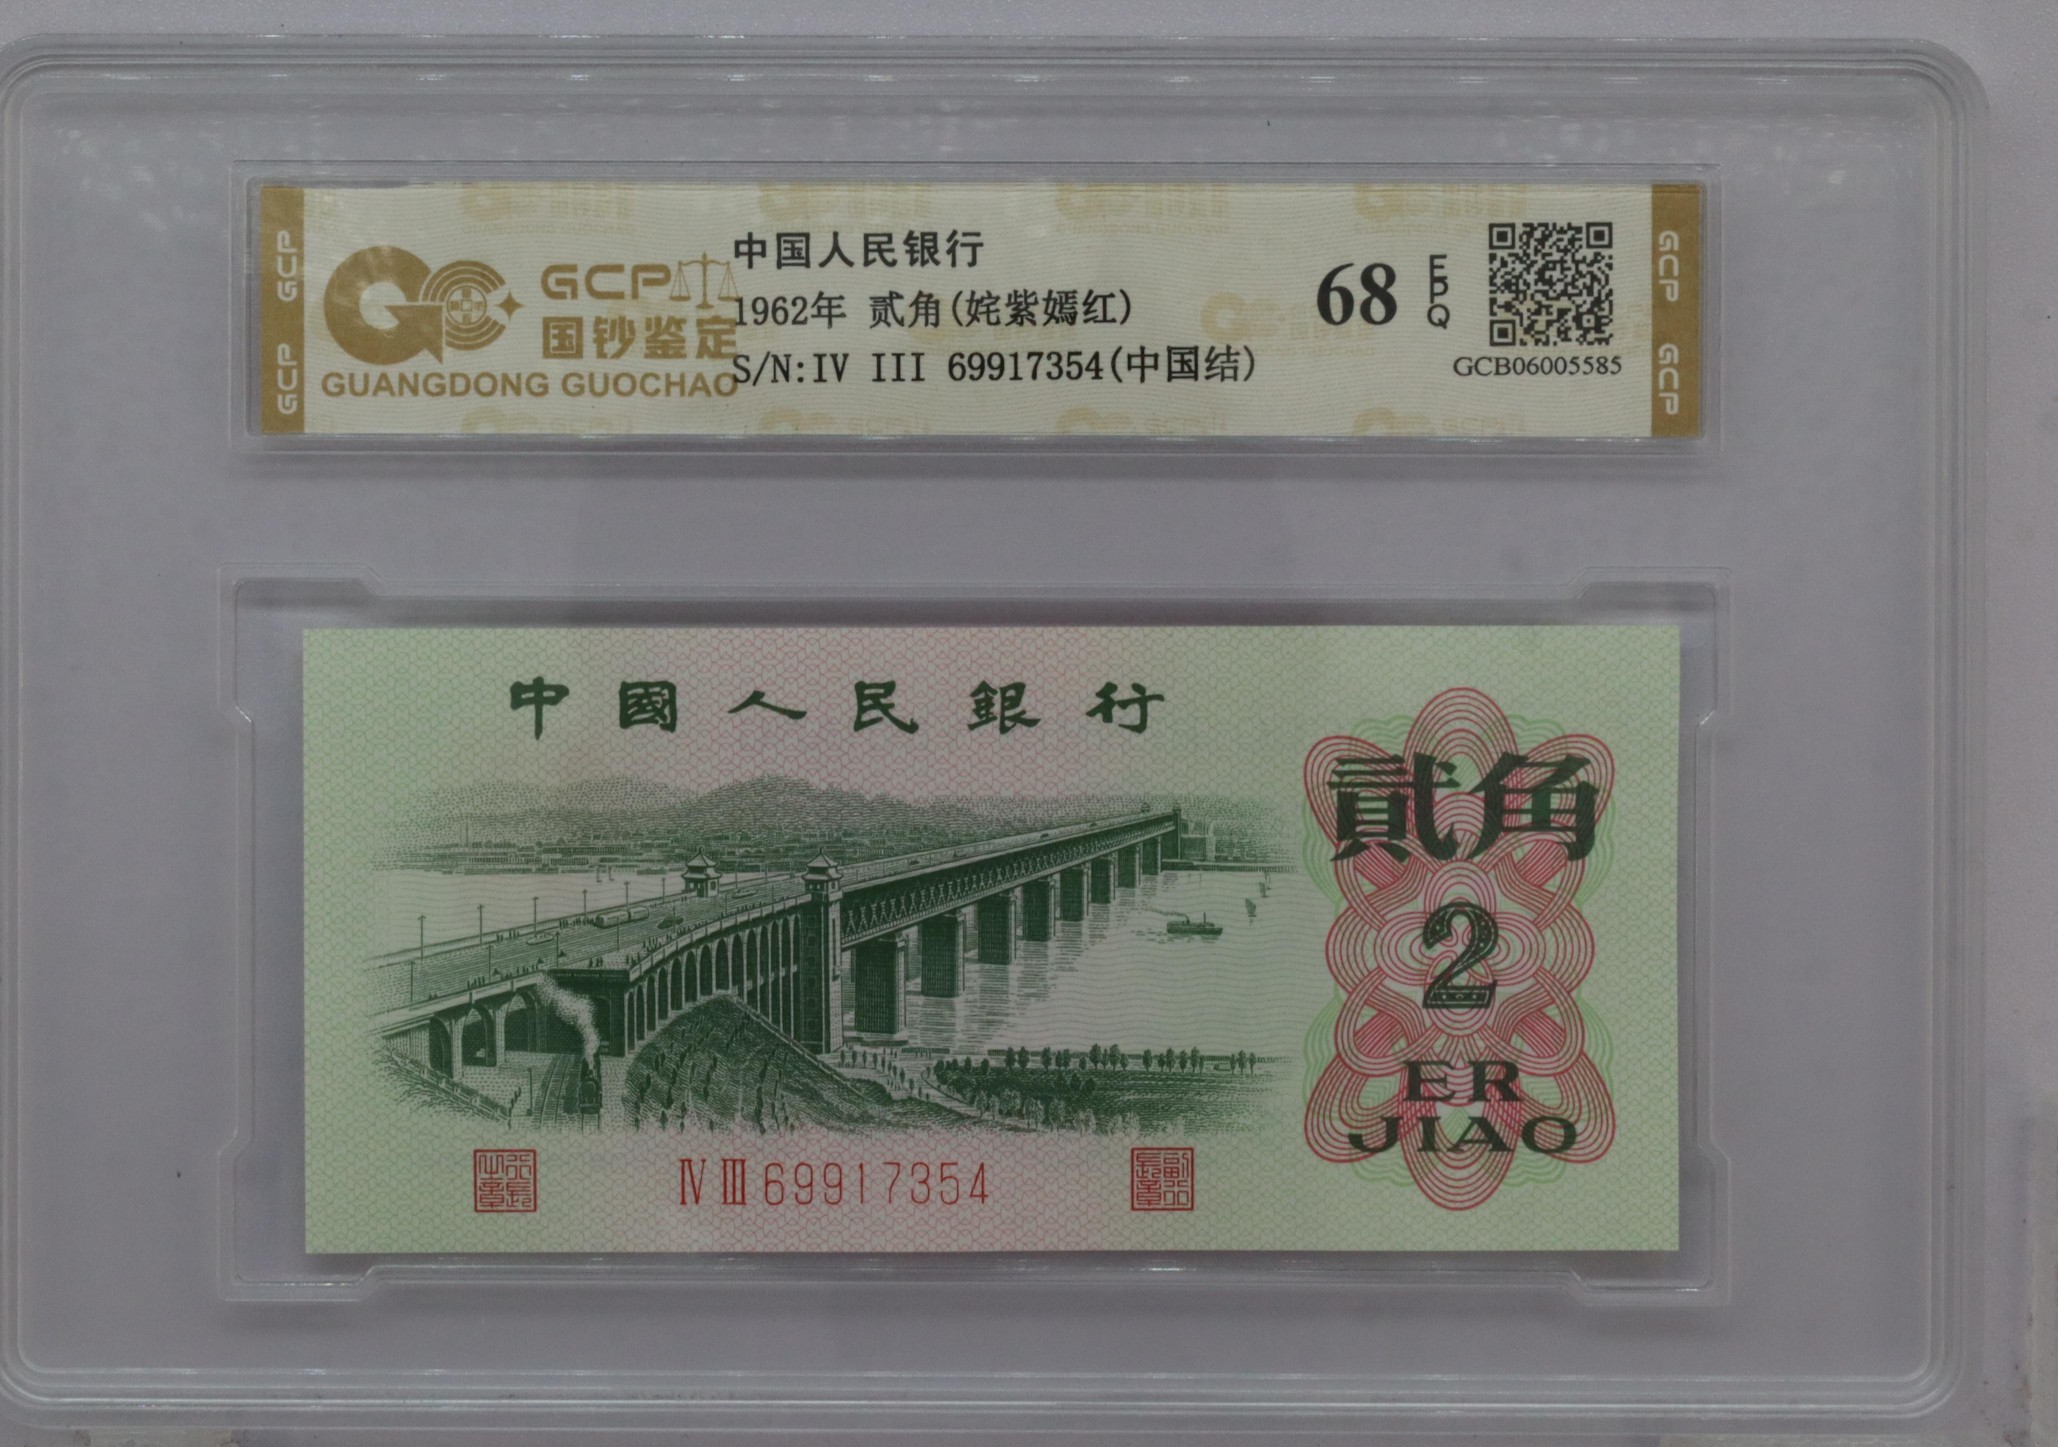 GCP
GCP
GCP
国钞鉴定
GUANGDONG GUOCHAO
中国人民银行
1962年 贰角(姹紫嫣红)
S/N:IV III 69917354(中国结)
68 EPQ
GCB06005585
GCP
GCP
中國人民銀行
貳角
2
ER
JIAO
Ⅳ Ⅲ 69917354